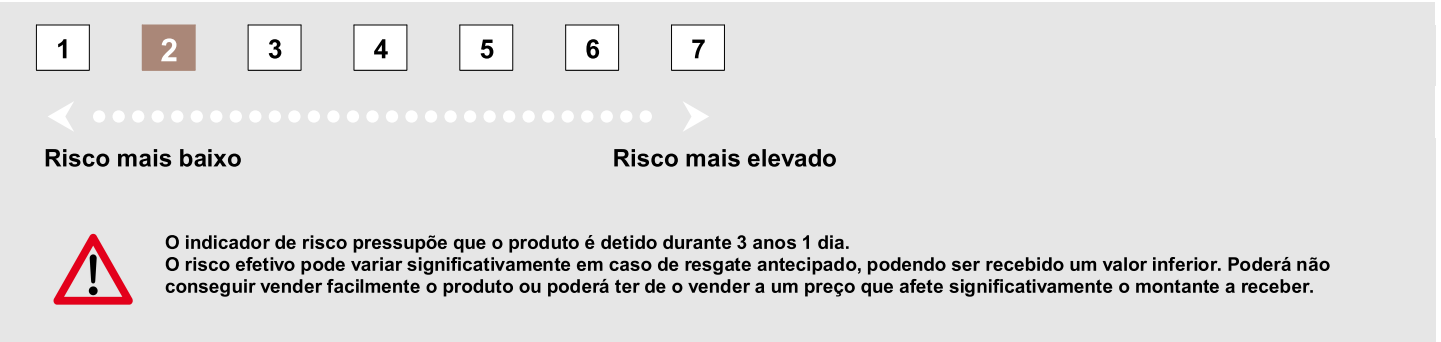 1 2 3 4 5 6 7
Risco mais baixo Risco mais elevado
O indicador de risco pressupõe que o produto é detido durante 3 anos 1 dia.
O risco efetivo pode variar significativamente em caso de resgate antecipado, podendo ser recebido um valor inferior. Poderá não
conseguir vender facilmente o produto ou poderá ter de o vender a um preço que afete significativamente o montante a receber.